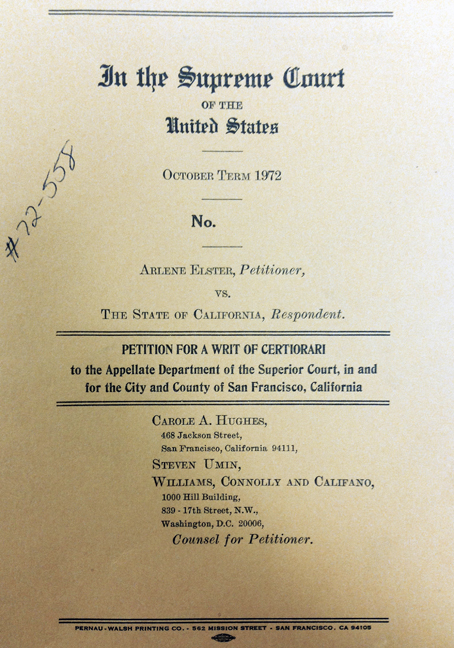 In the Supreme Court
OF THE
United States
October Term 1972
No.
#72-558
Arlene Elster, Petitioner,
vs.
The State of California, Respondent.
PETITION FOR A WRIT OF CERTIORARI
to the Appellate Department of the Superior Court, in and
for the City and County of San Francisco, California
Carole A. Hughes,
468 Jackson Street,
San Francisco, California 94111,
Steven Umin,
Williams, Connolly and Califano,
1000 Hill Building,
839 - 17th Street, N.W.,
Washington, D.C. 20006,
Counsel for Petitioner.
PERNAU-WALSH PRINTING CO. - 562 MISSION STREET - SAN FRANCISCO, CA 94105